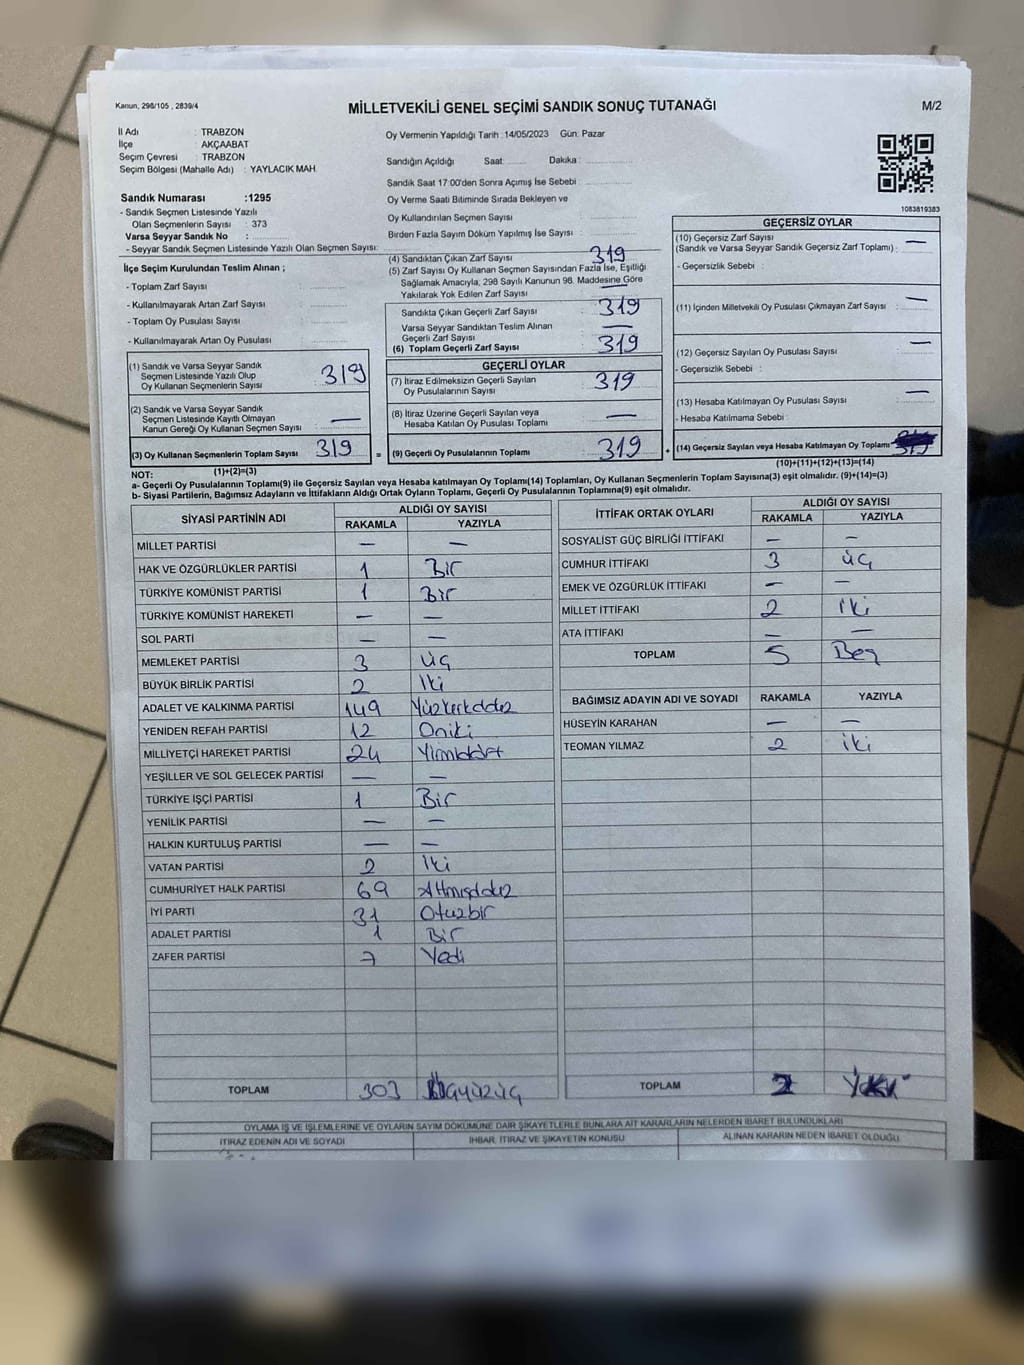 Kanun, 298/105 , 2839/4
MİLLETVEKİLİ GENEL SEÇİMİ SANDIK SONUÇ TUTANAĞI
M/2
İl Adı : TRABZON
İlçe : AKÇAABAT
Seçim Çevresi : TRABZON
Seçim Bölgesi (Mahalle Adı) : YAYLACIK MAH.
Sandık Numarası :1295
- Sandık Seçmen Listesinde Yazılı
Olan Seçmenlerin Sayısı : 373
Varsa Seyyar Sandık No :
- Seyyar Sandık Seçmen Listesinde Yazılı Olan Seçmen Sayısı:
İlçe Seçim Kurulundan Teslim Alınan ;
- Toplam Zarf Sayısı :
- Kullanılmayarak Artan Zarf Sayısı :
- Toplam Oy Pusulası Sayısı :
- Kullanılmayarak Artan Oy Pusulası :
(1) Sandık ve Varsa Seyyar Sandık
Seçmen Listesinde Yazılı Olup
Oy Kullanan Seçmenlerin Sayısı : 319
(2) Sandık ve Varsa Seyyar Sandık
Seçmen Listesinde Kayıtlı Olmayan
Kanun Gereği Oy Kullanan Seçmen Sayısı : —
(3) Oy Kullanan Seçmenlerin Toplam Sayısı 319
(1)+(2)=(3)
Oy Vermenin Yapıldığı Tarih :14/05/2023 Gün: Pazar
Sandığın Açıldığı Saat: Dakika :
Sandık Saat 17:00'den Sonra Açımış İse Sebebi :
Oy Verme Saati Bitiminde Sırada Bekleyen ve
Oy Kullandırılan Seçmen Sayısı :
Birden Fazla Sayım Döküm Yapılmış İse Sayısı :
(4) Sandıktan Çıkan Zarf Sayısı : 319
(5) Zarf Sayısı Oy Kullanan Seçmen Sayısından Fazla İse, Eşitliği
Sağlamak Amacıyla, 298 Sayılı Kanunun 98. Maddesine Göre
Yakılarak Yok Edilen Zarf Sayısı : —
Sandıkta Çıkan Geçerli Zarf Sayısı : 319
Varsa Seyyar Sandıktan Teslim Alınan
Geçerli Zarf Sayısı : —
(6) Toplam Geçerli Zarf Sayısı : 319
GEÇERLİ OYLAR
(7) İtiraz Edilmeksizin Geçerli Sayılan
Oy Pusulalarının Sayısı : 319
(8) İtiraz Üzerine Geçerli Sayılan veya
Hesaba Katılan Oy Pusulası Toplamı : —
= (9) Geçerli Oy Pusulalarının Toplamı : 319 +
1083819383
GEÇERSİZ OYLAR
(10) Geçersiz Zarf Sayısı
(Sandık ve Varsa Seyyar Sandık Geçersiz Zarf Toplamı) : —
- Geçersizlik Sebebi :
(11) İçinden Milletvekili Oy Pusulası Çıkmayan Zarf Sayısı : —
(12) Geçersiz Sayılan Oy Pusulası Sayısı : —
- Geçersizlik Sebebi :
(13) Hesaba Katılmayan Oy Pusulası Sayısı : —
- Hesaba Katılmama Sebebi :
(14) Geçersiz Sayılan veya Hesaba Katılmayan Oy Toplamı
(10)+(11)+(12)+(13)=(14)
NOT:
a- Geçerli Oy Pusulasının Toplamı(9) ile Geçersiz Sayılan veya Hesaba katılmayan Oy Toplamı(14) Toplamları, Oy Kullanan Seçmenlerin Toplam Sayısına(3) eşit olmalıdır. (9)+(14)=(3)
b- Siyasi Partilerin, Bağımsız Adayların ve İttifakların Aldığı Ortak Oyların Toplamı, Geçerli Oy Pusulalarının Toplamına(9) eşit olmalıdır.
SİYASİ PARTİNİN ADI ALDIĞI OY SAYISI
RAKAMLA YAZIYLA
MİLLET PARTİSİ — —
HAK VE ÖZGÜRLÜKLER PARTİSİ 1 Bir
TÜRKİYE KOMÜNİST PARTİSİ 1 Bir
TÜRKİYE KOMÜNİST HAREKETİ — —
SOL PARTİ — —
MEMLEKET PARTİSİ 3 üç
BÜYÜK BİRLİK PARTİSİ 2 İki
ADALET VE KALKINMA PARTİSİ 149 Yüzkırkdokuz
YENİDEN REFAH PARTİSİ 12 Oniki
MİLLİYETÇİ HAREKET PARTİSİ 24 Yirmidört
YEŞİLLER VE SOL GELECEK PARTİSİ — —
TÜRKİYE İŞÇİ PARTİSİ 1 Bir
YENİLİK PARTİSİ — —
HALKIN KURTULUŞ PARTİSİ — —
VATAN PARTİSİ 2 İki
CUMHURİYET HALK PARTİSİ 69 Altmışdokuz
İYİ PARTİ 31 Otuzbir
ADALET PARTİSİ 1 Bir
ZAFER PARTİSİ 7 Yedi
TOPLAM 303 üçyüzüç
İTTİFAK ORTAK OYLARI ALDIĞI OY SAYISI
RAKAMLA YAZIYLA
SOSYALİST GÜÇ BİRLİĞİ İTTİFAKI — —
CUMHUR İTTİFAKI 3 üç
EMEK VE ÖZGÜRLÜK İTTİFAKI — —
MİLLET İTTİFAKI 2 İki
ATA İTTİFAKI — —
TOPLAM 5 Beş
BAĞIMSIZ ADAYIN ADI VE SOYADI RAKAMLA YAZIYLA
HÜSEYİN KARAHAN — —
TEOMAN YILMAZ 2 iki
TOPLAM 2
OYLAMA İŞ VE İŞLEMLERİNE VE OYLARIN SAYIM DÖKÜMÜNE DAİR ŞİKAYETLERLE BUNLARA AİT KARARLARIN NELERDEN İBARET BULUNDUKLARI
İTİRAZ EDENİN ADI VE SOYADI İHBAR, İTİRAZ VE ŞİKAYETİN KONUSU ALINAN KARARIN NEDEN İBARET OLDUĞU